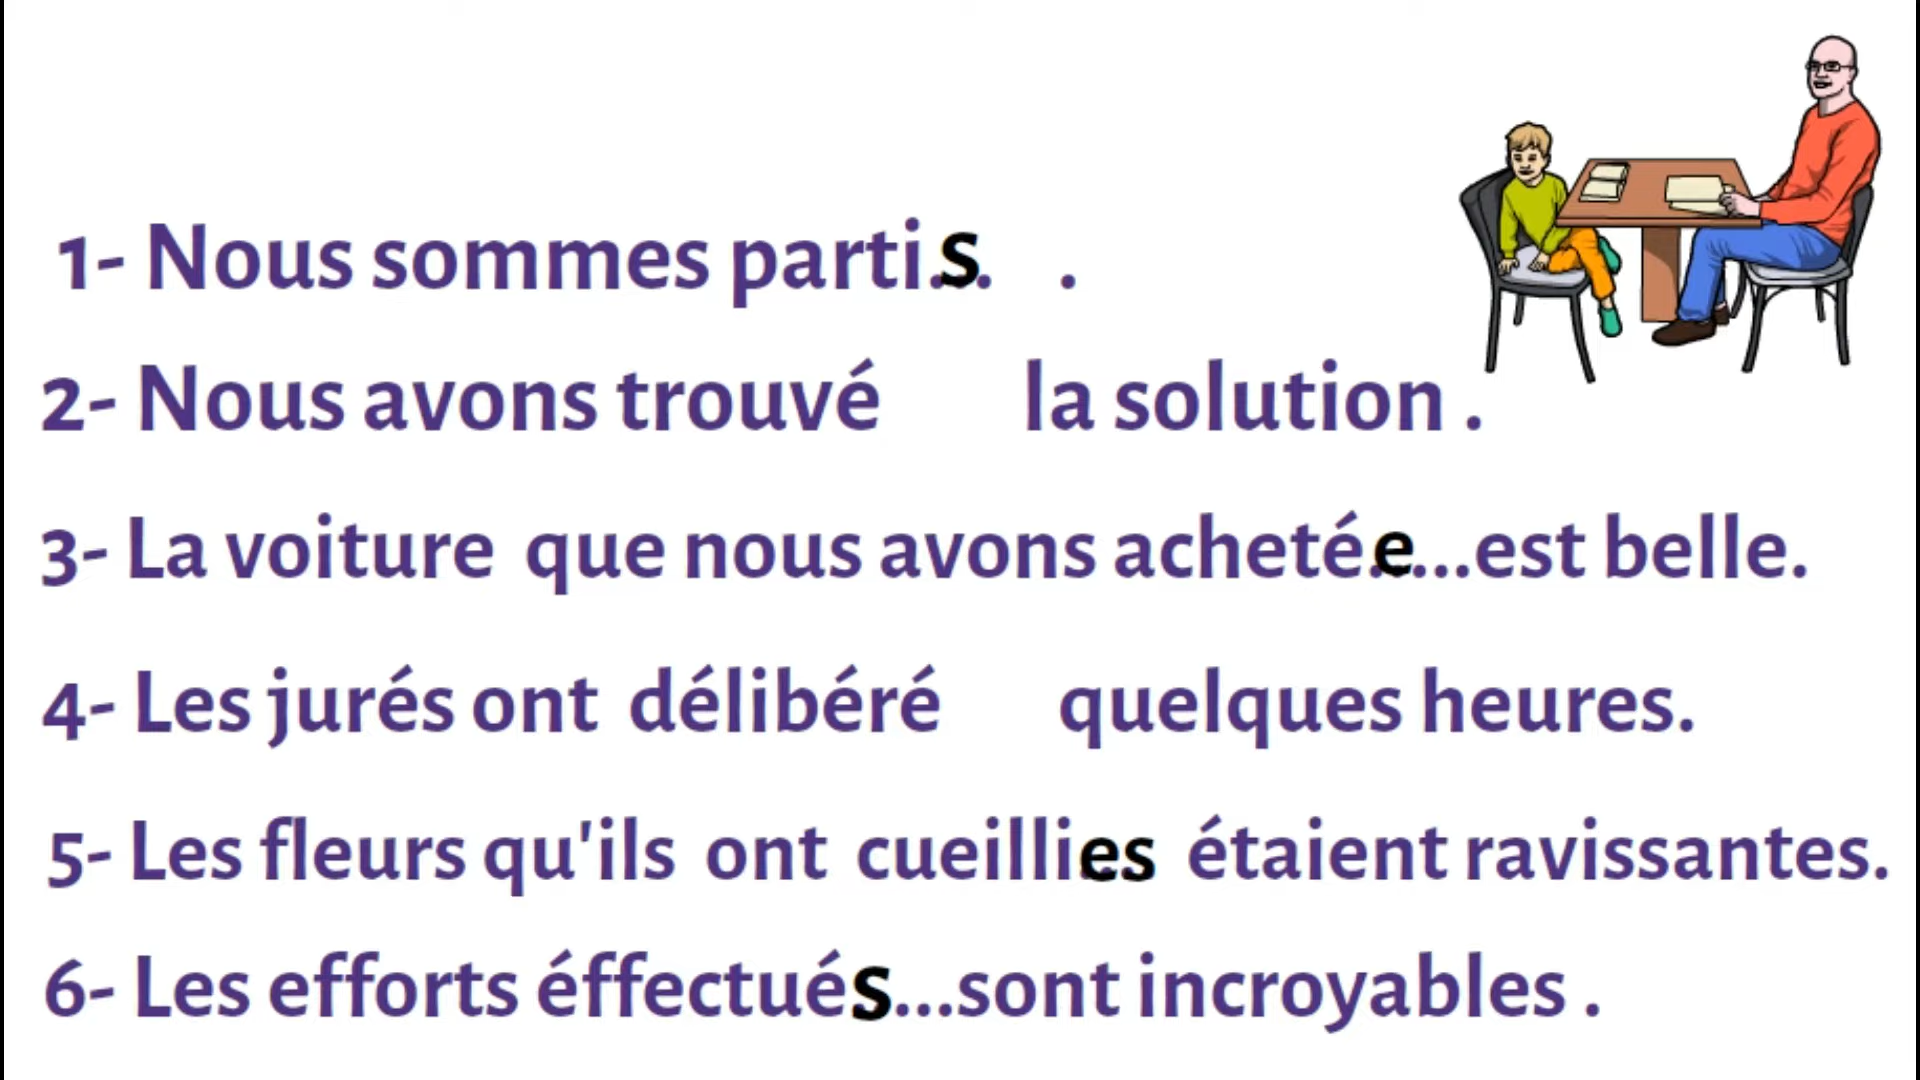 1- Nous sommes parti.s. .
2- Nous avons trouvé la solution .
3- La voiture que nous avons acheté.e...est belle.
4- Les jurés ont délibéré quelques heures.
5- Les fleurs qu'ils ont cueillies étaient ravissantes.
6- Les efforts éffectués...sont incroyables .